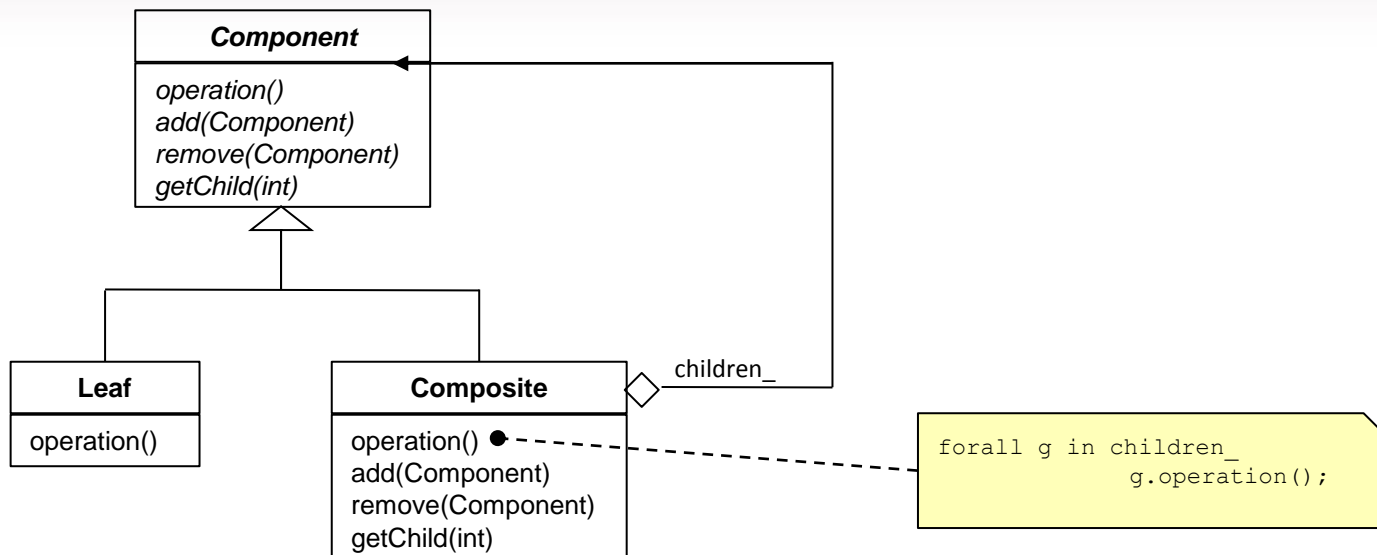 Component
operation()
add(Component)
remove(Component)
getChild(int)
children_
Leaf
operation()
Composite
operation()
add(Component)
remove(Component)
getChild(int)
forall g in children_
g.operation();